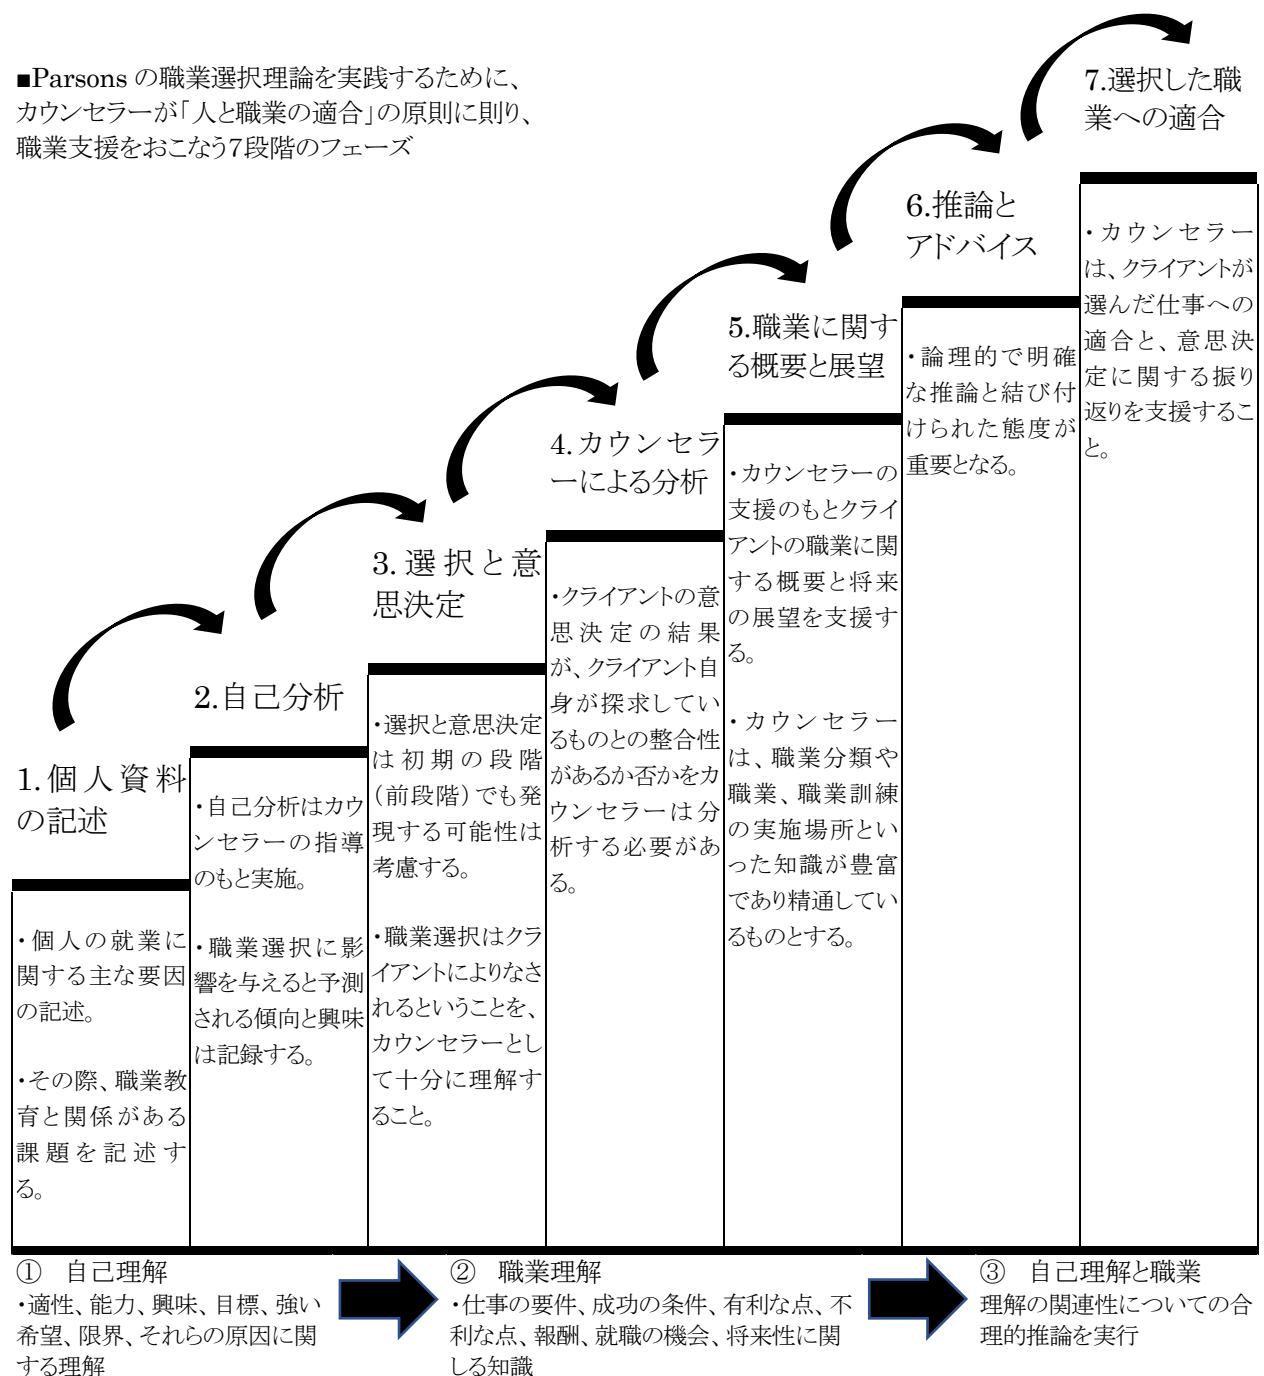 ■Parsons の職業選択理論を実践するために、
カウンセラーが「人と職業の適合」の原則に則り、
職業支援をおこなう7段階のフェーズ
1.個人資料
の記述
・個人の就業に
関する主な要因
の記述。
・その際、職業教
育と関係がある
課題を記述す
る。
2.自己分析
・自己分析はカウ
ンセラーの指導
のもと実施。
・職業選択に影
響を与えると予測
される傾向と興味
は記録する。
3.選択と意
思決定
・選択と意思決定
は初期の段階
（前段階）でも発
現する可能性は
考慮する。
・職業選択はクラ
イアントによりなさ
れるということを、
カウンセラーとし
て十分に理解す
ること。
4.カウンセラ
ーによる分析
・クライアントの意
思決定の結果
が、クライアント自
身が探求してい
るものとの整合性
があるか否かをカ
ウンセラーは分
析する必要があ
る。
5.職業に関す
る概要と展望
・カウンセラーの
支援のもとクライ
アントの職業に関
する概要と将来
の展望を支援す
る。
・カウンセラー
は、職業分類や
職業、職業訓練
の実施場所とい
った知識が豊富
であり精通してい
るものとする。
6.推論と
アドバイス
・論理的で明確
な推論と結び付
けられた態度が
重要となる。
7.選択した職
業への適合
・カウンセラー
は、クライアントが
選んだ仕事への
適合と、意思決
定に関する振り
返りを支援するこ
と。
① 自己理解
・適性、能力、興味、目標、強い
希望、限界、それらの原因に関
する理解
② 職業理解
・仕事の要件、成功の条件、有利な点、不
利な点、報酬、就職の機会、将来性に関
しる知識
③ 自己理解と職業
理解の関連性についての合
理的推論を実行